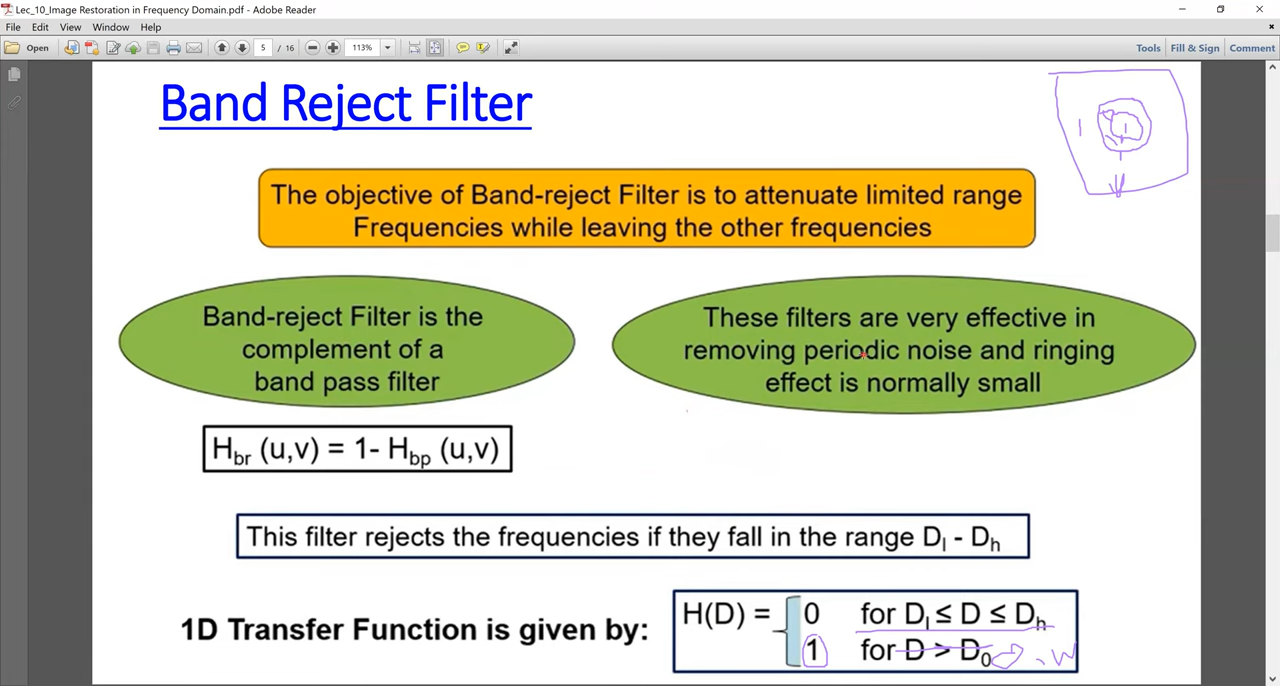 Lec_10_Image Restoration in Frequency Domain.pdf - Adobe Reader
File Edit View Window Help
Open 5 / 16 113% Tools Fill & Sign Comment
Band Reject Filter
1 1
The objective of Band-reject Filter is to attenuate limited range
Frequencies while leaving the other frequencies
Band-reject Filter is the
complement of a
band pass filter
These filters are very effective in
removing periodic noise and ringing
effect is normally small
Hbr (u,v) = 1- Hbp (u,v)
This filter rejects the frequencies if they fall in the range Dl - Dh
1D Transfer Function is given by:
H(D) = 0 for Dl ≤ D ≤ Dh
1 for D > D0